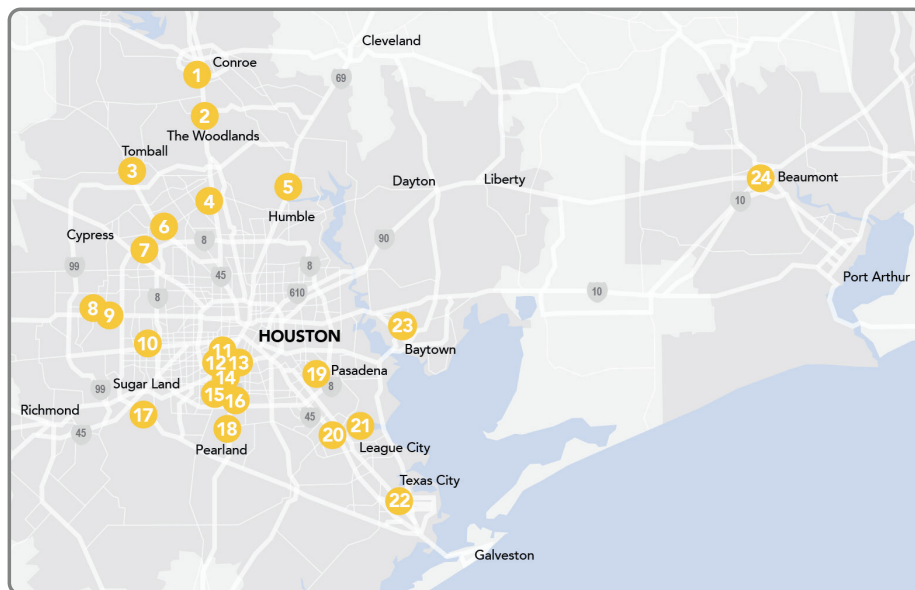 Cleveland
Conroe
1
69
2
The Woodlands
Tomball
3
5
Dayton
Liberty
24
Beaumont
4
Humble
10
6
Cypress
7
8
90
99
45
8
Port Arthur
8
610
10
8
9
23
HOUSTON
10
11
Baytown
12
13
14
19
Pasadena
8
99
Sugar Land
15
16
Richmond
17
45
45
18
20
21
Pearland
League City
Texas City
22
Galveston